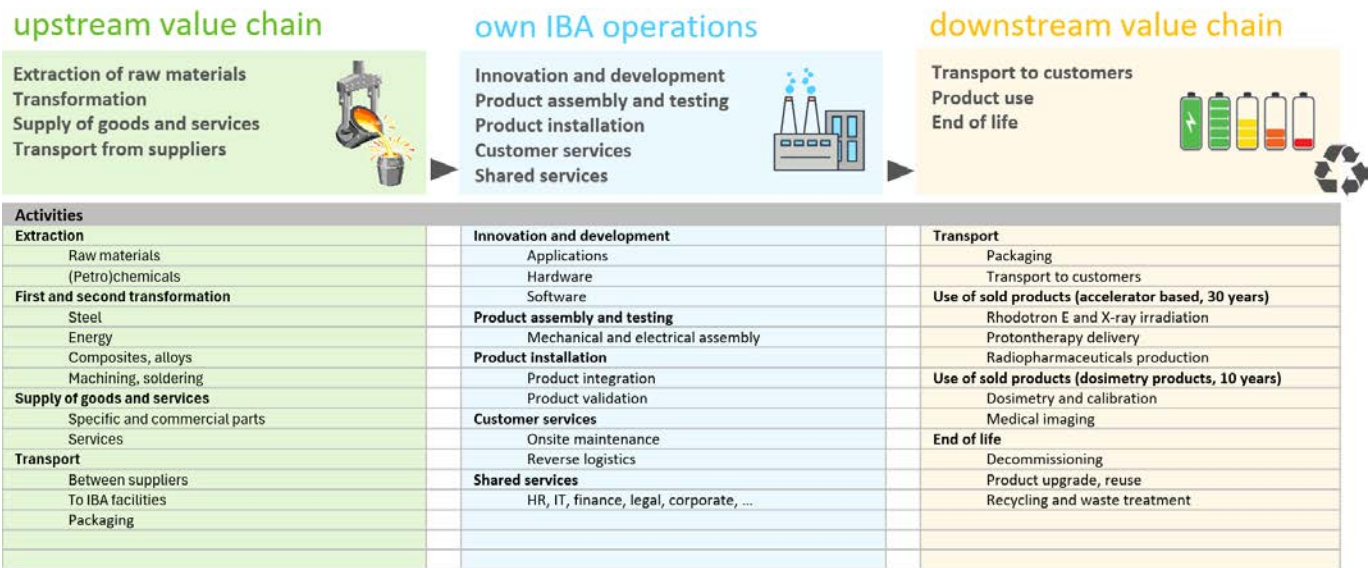 upstream value chain
Extraction of raw materials
Transformation
Supply of goods and services
Transport from suppliers
own IBA operations
Innovation and development
Product assembly and testing
Product installation
Customer services
Shared services
downstream value chain
Transport to customers
Product use
End of life
Activities
Extraction
Raw materials
(Petro)chemicals
First and second transformation
Steel
Energy
Composites, alloys
Machining, soldering
Supply of goods and services
Specific and commercial parts
Services
Transport
Between suppliers
To IBA facilities
Packaging
Innovation and development
Applications
Hardware
Software
Product assembly and testing
Mechanical and electrical assembly
Product installation
Product integration
Product validation
Customer services
Onsite maintenance
Reverse logistics
Shared services
HR, IT, finance, legal, corporate, ...
Transport
Packaging
Transport to customers
Use of sold products (accelerator based, 30 years)
Rhodotron E and X-ray irradiation
Protontherapy delivery
Radiopharmaceuticals production
Use of sold products (dosimetry products, 10 years)
Dosimetry and calibration
Medical imaging
End of life
Decommissioning
Product upgrade, reuse
Recycling and waste treatment